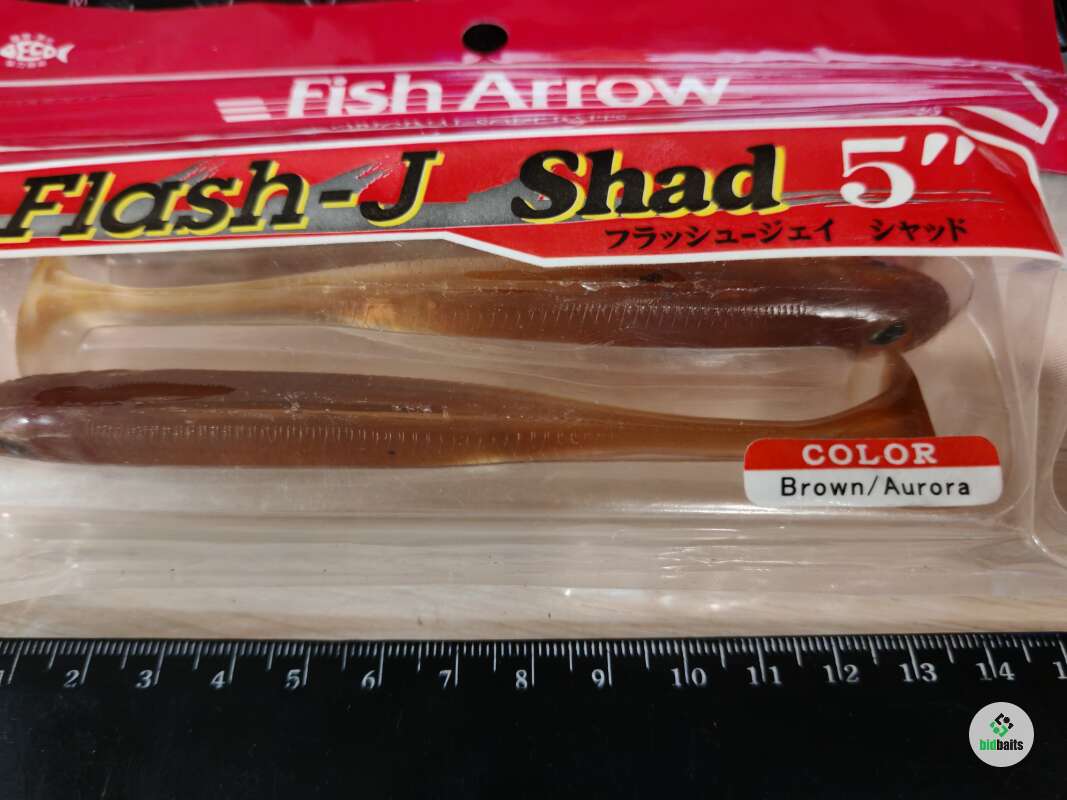 ECO
Fish Arrow
Flash-J Shad 5"
フラッシュ-ジェイ シャッド
COLOR
Brown/Aurora
1 2 3 4 5 6 7 8 9 10 11 12 13 14
bidbaits